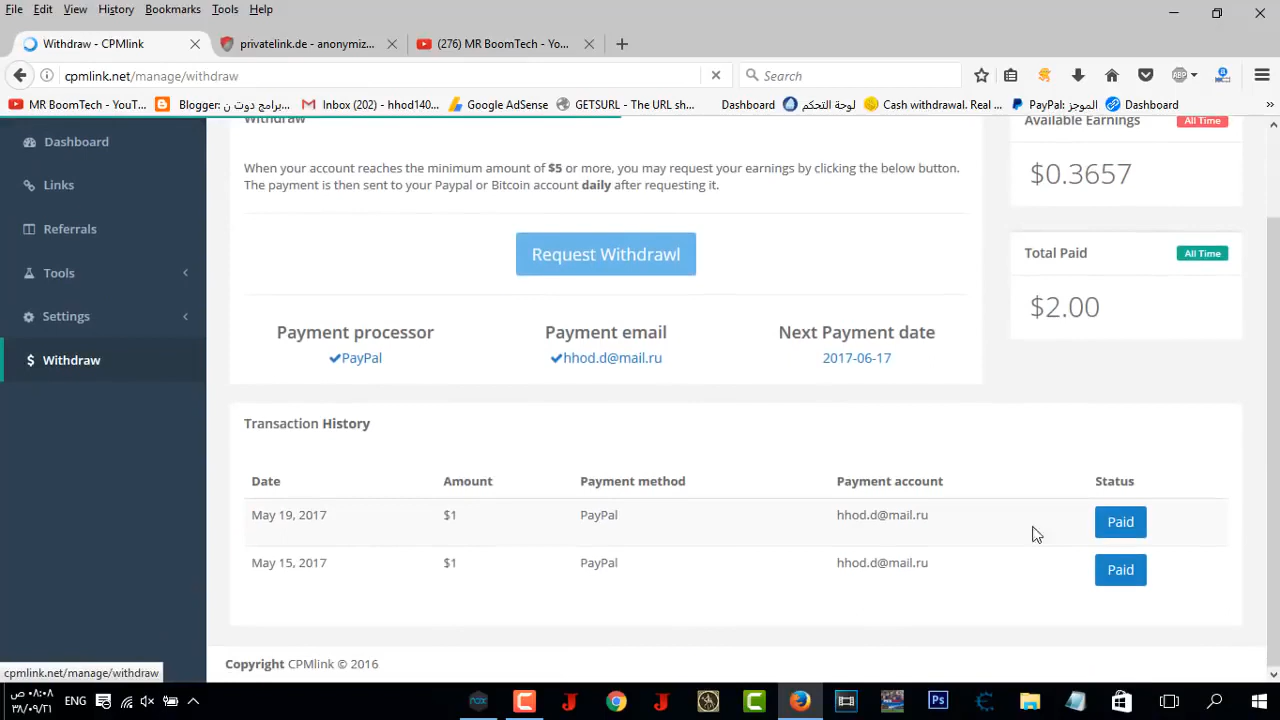 File Edit View History Bookmarks Tools Help
Withdraw - CPMlink
privatelink.de - anonymiz...
(276) MR BoomTech - Yo...
cpmlink.net/manage/withdraw
Search
ABP
MR BoomTech - YouT... Blogger: برامج دوت ن... Inbox (202) - hhod140... Google AdSense GETSURL - The URL sh... Dashboard لوحة التحكم Cash withdrawal. Real ... PayPal: الموجز Dashboard »
Dashboard
Links
Referrals
Tools
Settings
$ Withdraw
Withdraw
When your account reaches the minimum amount of $5 or more, you may request your earnings by clicking the below button.
The payment is then sent to your Paypal or Bitcoin account daily after requesting it.
Request Withdrawl
Payment processor Payment email Next Payment date
PayPal hhod.d@mail.ru 2017-06-17
Available Earnings All Time
$0.3657
Total Paid All Time
$2.00
Transaction History
Date Amount Payment method Payment account Status
May 19, 2017 $1 PayPal hhod.d@mail.ru Paid
May 15, 2017 $1 PayPal hhod.d@mail.ru Paid
Copyright CPMlink © 2016
cpmlink.net/manage/withdraw
ENG
Ps